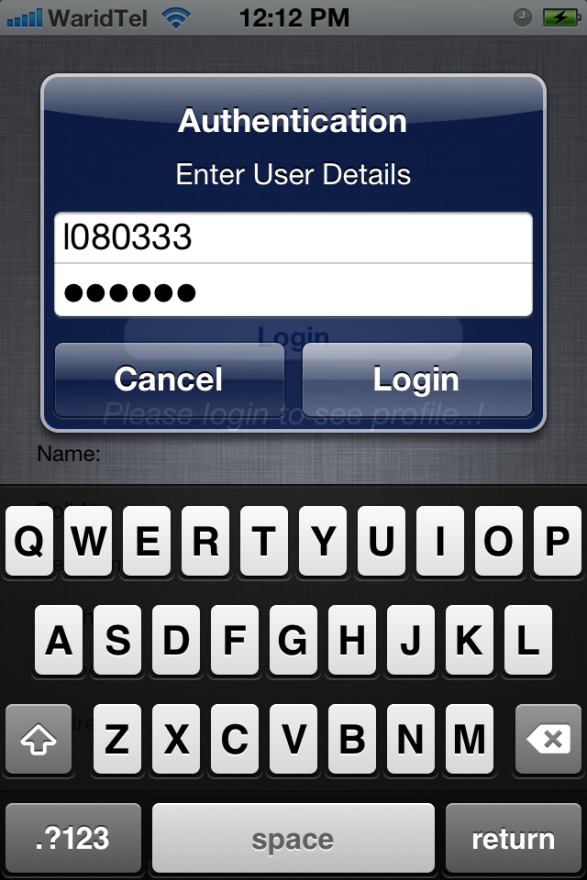 WaridTel 12:12 PM
Authentication
Enter User Details
l080333
●●●●●●
Login
Cancel Login
Please login to see profile..!
Name:
Q W E R T Y U I O P
A S D F G H J K L
Z X C V B N M
.?123 space return